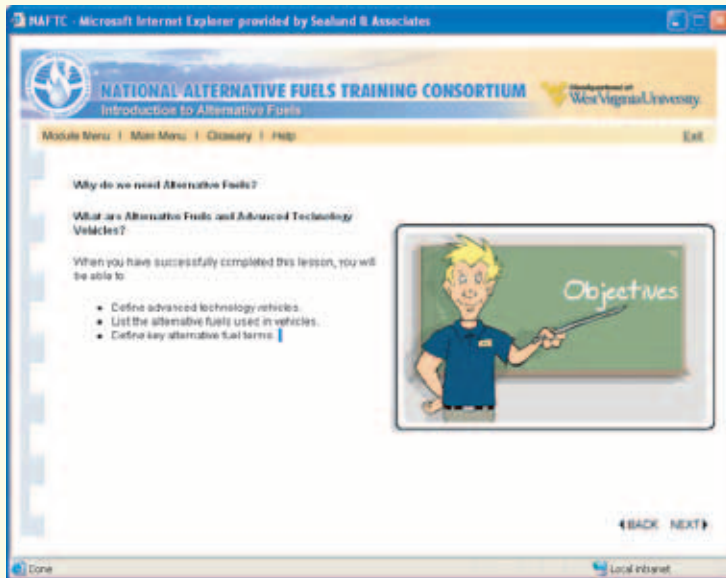 NAFTC - Microsoft Internet Explorer provided by Sealund & Associates
NATIONAL ALTERNATIVE FUELS TRAINING CONSORTIUM
Introduction to Alternative Fuels
Headquartered at
West Virginia University.
Module Menu | Main Menu | Glossary | Help
Exit
Why do we need Alternative Fuels?
What are Alternative Fuels and Advanced Technology
Vehicles?
When you have successfully completed this lesson, you will
be able to
• Define advanced technology vehicles.
• List the alternative fuels used in vehicles.
• Define key alternative fuel terms.
Objectives
BACK NEXT
Done
Local intranet